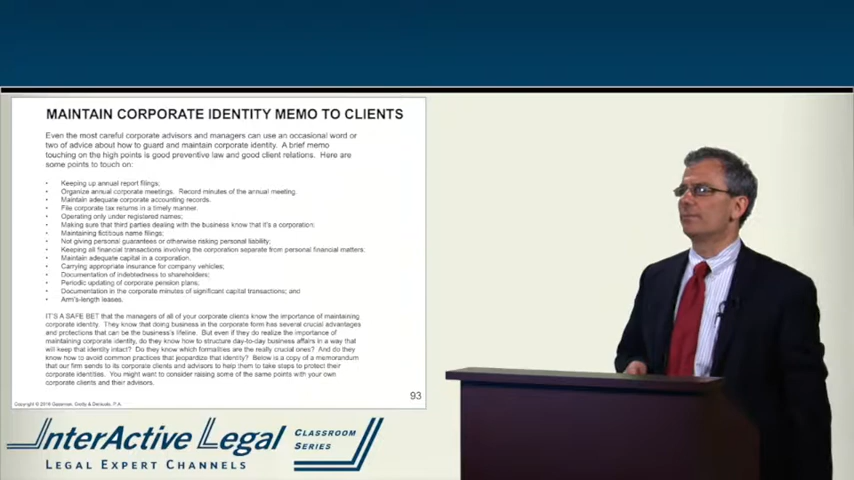 MAINTAIN CORPORATE IDENTITY MEMO TO CLIENTS
Even the most careful corporate advisors and managers can use an occasional word or
two of advice about how to guard and maintain corporate identity. A brief memo
touching on the high points is good preventive law and good client relations. Here are
some points to touch on:
• Keeping up annual report filings;
• Organize annual corporate meetings. Record minutes of the annual meeting.
• Maintain adequate corporate accounting records.
• File corporate tax returns in a timely manner.
• Operating only under registered names;
• Making sure that third parties dealing with the business know that it's a corporation;
• Maintaining fictitious name filings;
• Not giving personal guarantees or otherwise risking personal liability;
• Keeping all financial transactions involving the corporation separate from personal financial matters;
• Maintain adequate capital in a corporation.
• Carrying appropriate insurance for company vehicles;
• Documentation of indebtedness to shareholders;
• Periodic updating of corporate pension plans;
• Documentation in the corporate minutes of significant capital transactions; and
• Arm's-length leases.
IT'S A SAFE BET that the managers of all of your corporate clients know the importance of maintaining
corporate identity. They know that doing business in the corporate form has several crucial advantages
and protections that can be the business's lifeline. But even if they do realize the importance of
maintaining corporate identity, do they know how to structure day-to-day business affairs in a way that
will keep that identity intact? Do they know which formalities are the really crucial ones? And do they
know how to avoid common practices that jeopardize that identity? Below is a copy of a memorandum
that our firm sends to its corporate clients and advisors to help them to take steps to protect their
corporate identities. You might want to consider raising some of the same points with your own
corporate clients and their advisors.
93
Copyright © 2016 Gassman, Crotty & Denicolo, P.A.
InterActive Legal
CLASSROOM
SERIES
LEGAL EXPERT CHANNELS